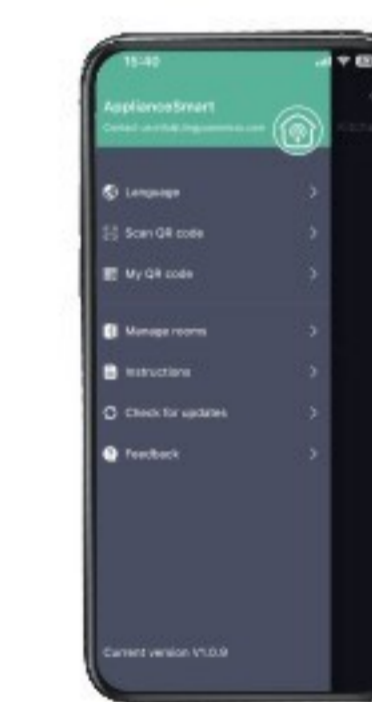 15:40
ApplianceSmart
Language
Scan QR code
My QR code
Manage rooms
Instructions
Check for updates
Feedback
Current version V1.0.9